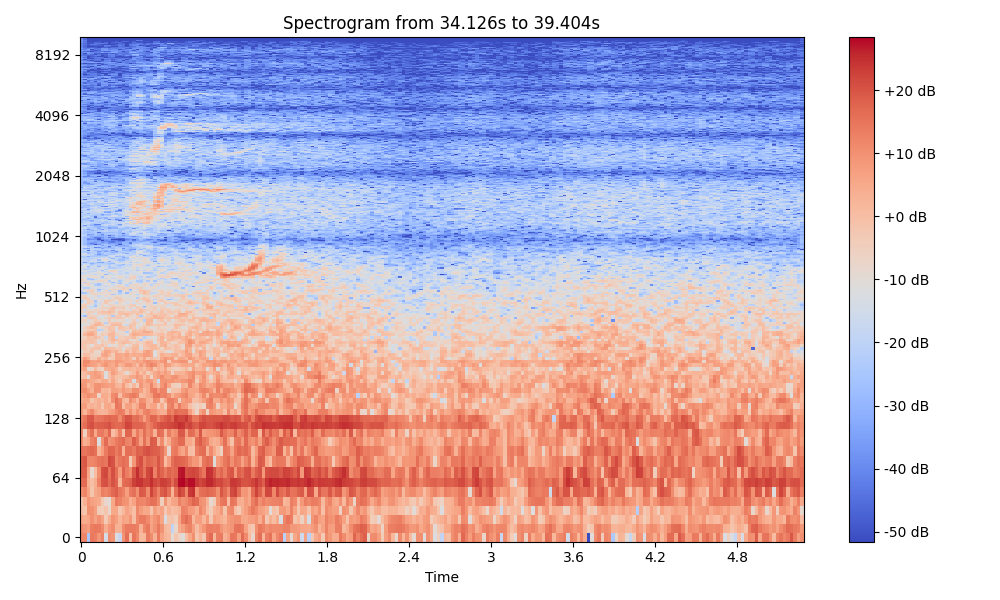 Spectrogram from 34.126s to 39.404s
Hz
8192
4096
2048
1024
512
256
128
64
0
0 0.6 1.2 1.8 2.4 3 3.6 4.2 4.8
Time
+20 dB
+10 dB
+0 dB
-10 dB
-20 dB
-30 dB
-40 dB
-50 dB